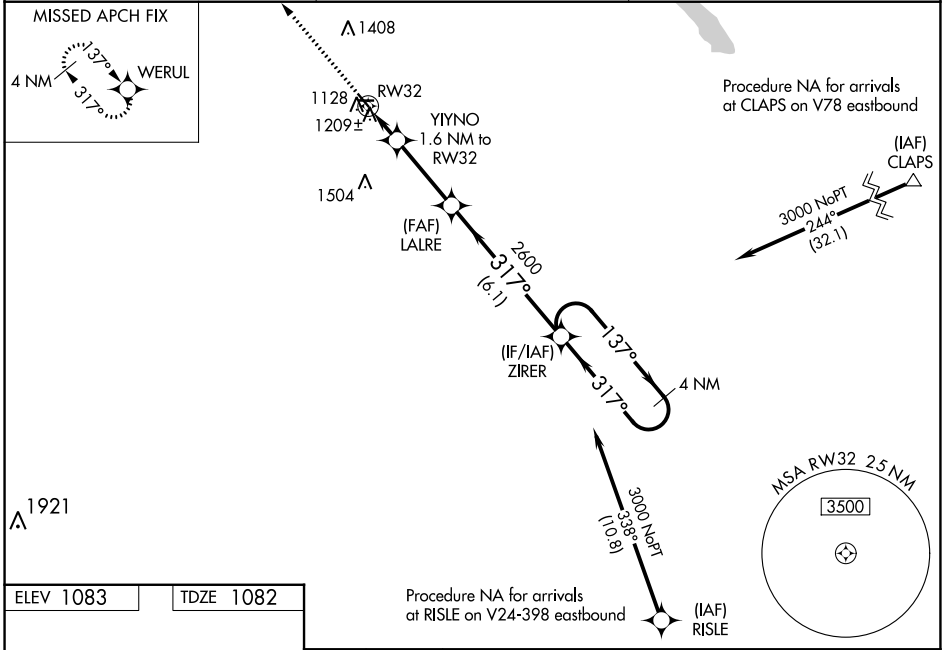 MISSED APCH FIX
4 NM
137°
317°
WERUL
1408
1128
RW32
1209±
YIYNO
1.6 NM to
RW32
1504
(FAF)
LALRE
2600
317°
(6.1)
(IF/IAF)
ZIRER
137°
317°
4 NM
Procedure NA for arrivals
at CLAPS on V78 eastbound
(IAF)
CLAPS
3000 NoPT
244°
(32.1)
3000 NoPT
338°
(10.8)
MSA RW32 25 NM
3500
1921
ELEV 1083
TDZE 1082
Procedure NA for arrivals
at RISLE on V24-398 eastbound
(IAF)
RISLE